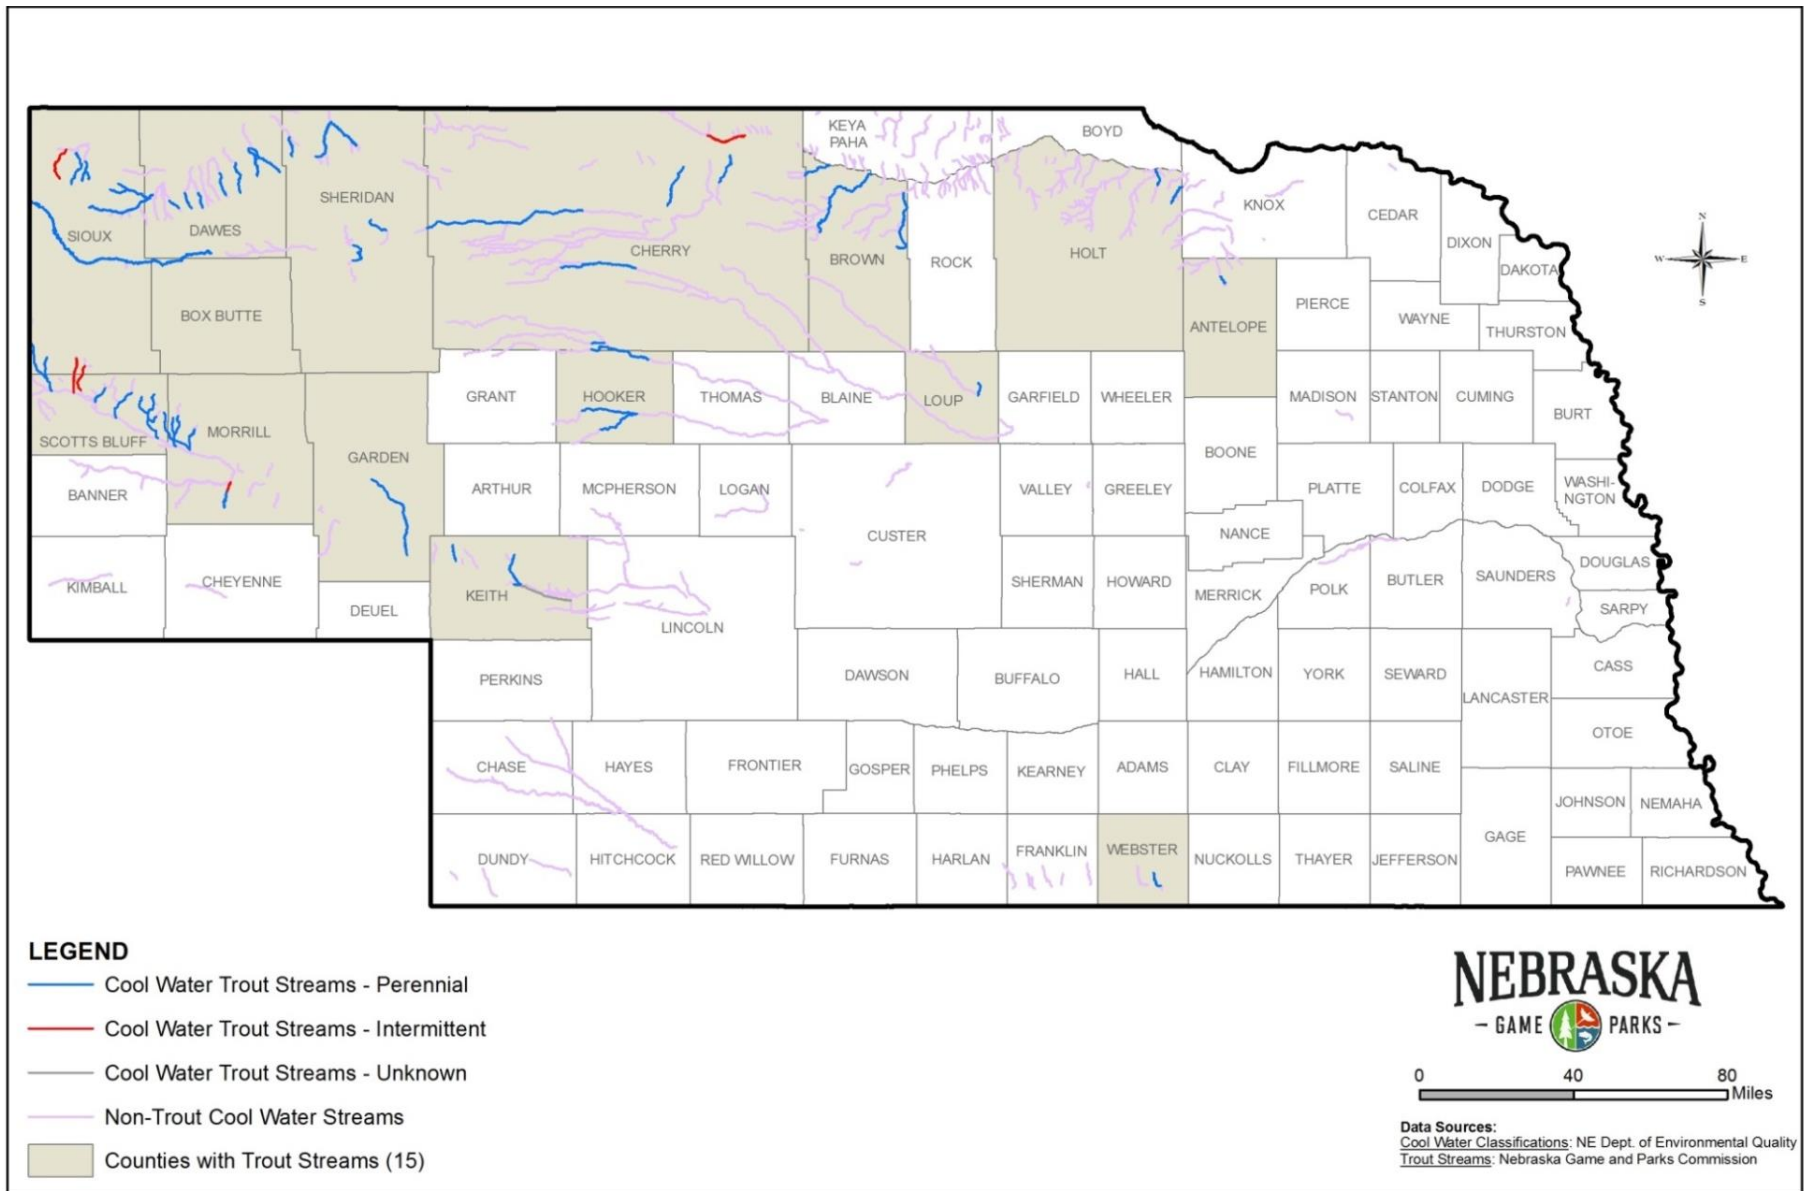 KEYA
PAHA
BOYD
SHERIDAN
KNOX
CEDAR
SIOUX
DAWES
CHERRY
BROWN
ROCK
HOLT
DIXON
DAKOTA
N
W
E
S
BOX BUTTE
ANTELOPE
PIERCE
WAYNE
THURSTON
GRANT
HOOKER
THOMAS
BLAINE
LOUP
GARFIELD
WHEELER
MADISON
STANTON
CUMING
BURT
SCOTTS BLUFF
MORRILL
GARDEN
BOONE
BANNER
ARTHUR
MCPHERSON
LOGAN
CUSTER
VALLEY
GREELEY
PLATTE
COLFAX
DODGE
WASHI-
NGTON
NANCE
KIMBALL
CHEYENNE
DEUEL
KEITH
LINCOLN
SHERMAN
HOWARD
MERRICK
POLK
BUTLER
SAUNDERS
DOUGLAS
SARPY
PERKINS
DAWSON
BUFFALO
HALL
HAMILTON
YORK
SEWARD
LANCASTER
CASS
OTOE
CHASE
HAYES
FRONTIER
GOSPER
PHELPS
KEARNEY
ADAMS
CLAY
FILLMORE
SALINE
JOHNSON
NEMAHA
GAGE
DUNDY
HITCHCOCK
RED WILLOW
FURNAS
HARLAN
FRANKLIN
WEBSTER
NUCKOLLS
THAYER
JEFFERSON
PAWNEE
RICHARDSON
LEGEND
Cool Water Trout Streams - Perennial
Cool Water Trout Streams - Intermittent
Cool Water Trout Streams - Unknown
Non-Trout Cool Water Streams
Counties with Trout Streams (15)
NEBRASKA
- GAME PARKS -
0 40 80
Miles
Data Sources:
Cool Water Classifications: NE Dept. of Environmental Quality
Trout Streams: Nebraska Game and Parks Commission